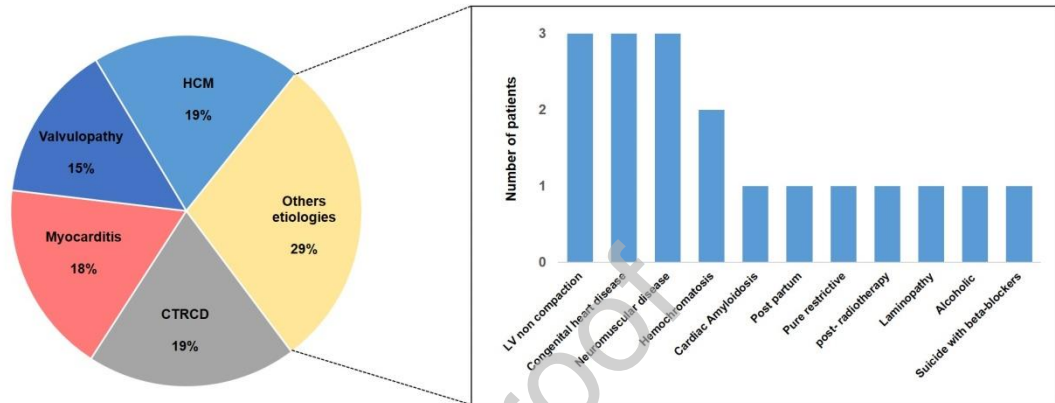 HCM
19%
Valvulopathy
15%
Myocarditis
18%
CTRCD
19%
Others
etiologies
29%
Number of patients
3
2
1
0
LV non compaction
Congenital heart disease
Neuromuscular disease
Hemochromatosis
Cardiac Amyloidosis
Post partum
Pure restrictive
post- radiotherapy
Laminopathy
Alcoholic
Suicide with beta-blockers
roof